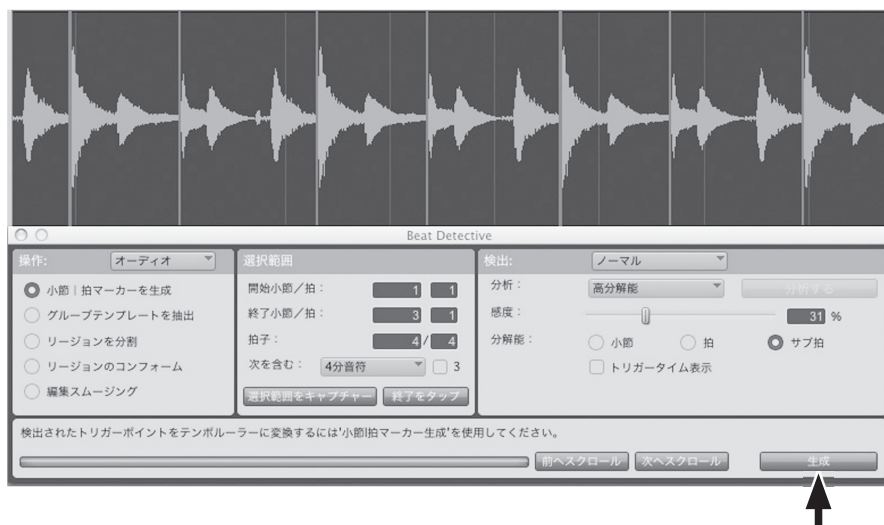 Beat Detective
操作: オーディオ
小節｜拍マーカーを生成
グルーブテンプレートを抽出
リージョンを分割
リージョンのコンフォーム
編集スムージング
選択範囲
開始小節／拍： 1 1
終了小節／拍： 3 1
拍子： 4/ 4
次を含む： 4分音符 3
選択範囲をキャプチャー 終了をタップ
検出: ノーマル
分析： 高分解能 分析する
感度： 31 %
分解能： 小節 拍 サブ拍
トリガータイム表示
検出されたトリガーポイントをテンポルーラーに変換するには'小節|拍マーカー生成'を使用してください。
前へスクロール 次へスクロール 生成